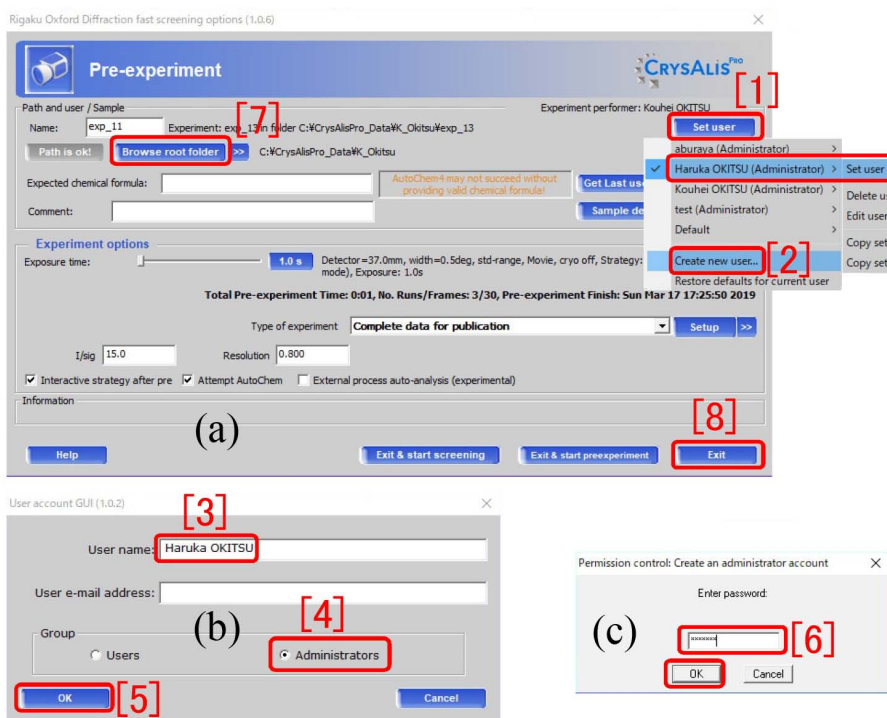 Rigaku Oxford Diffraction fast screening options (1.0.6)
Pre-experiment
CRYSALIS PRO
Path and user / Sample
Experiment performer: Kouhei OKITSU
[1]
[7]
Name: exp_11 Experiment: exp_13 in folder C:¥CrysAlisPro_Data¥K_Okitsu¥exp_13
Set user
Path is ok! Browse root folder >> C:¥CrysAlisPro_Data¥K_Okitsu
aburaya (Administrator) >
Haruka OKITSU (Administrator) > Set user
Kouhei OKITSU (Administrator) > Delete us
test (Administrator) > Edit user
Default >
Copy set
Create new user... [2] Copy set
Restore defaults for current user
Expected chemical formula: AutoChem4 may not succeed without
providing valid chemical formula! Get Last us
Comment: Sample de
Experiment options
Exposure time: 1.0 s Detector=37.0mm, width=0.5deg, std-range, Movie, cryo off, Strategy:
mode), Exposure: 1.0s
Total Pre-experiment Time: 0:01, No. Runs/Frames: 3/30, Pre-experiment Finish: Sun Mar 17 17:25:50 2019
Type of experiment Complete data for publication Setup >>
I/sig 15.0 Resolution 0.800
Interactive strategy after pre Attempt AutoChem External process auto-analysis (experimental)
Information
(a)
[8]
Help Exit & start screening Exit & start preexperiment Exit
User account GUI (1.0.2)
[3]
User name: Haruka OKITSU
User e-mail address:
(b)
[4]
Group
Users Administrators
OK [5] Cancel
Permission control: Create an administrator account
Enter password:
(c)
xxxxxxx [6]
OK Cancel